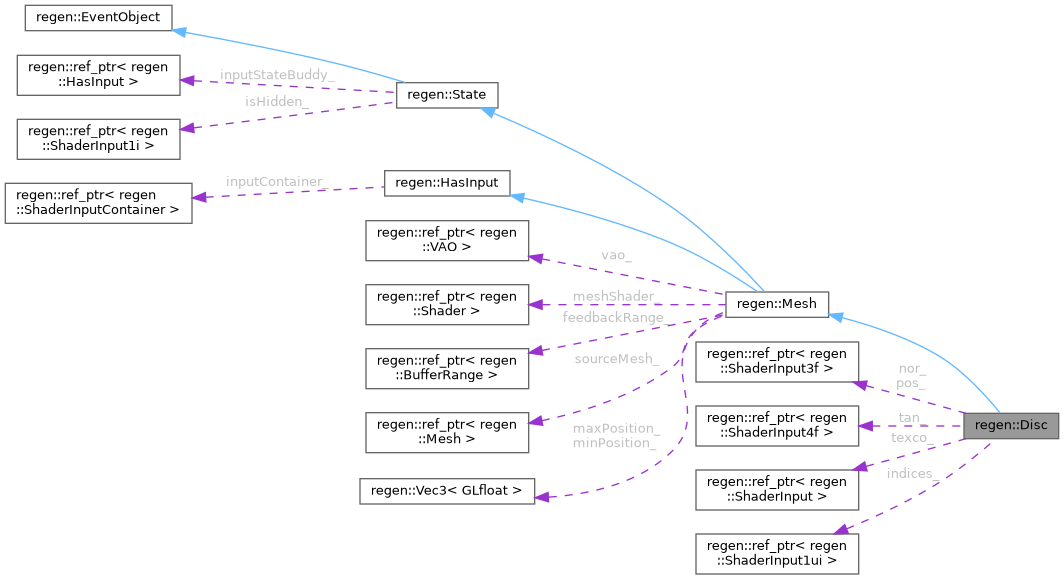 regen::EventObject
regen::ref_ptr< regen
::HasInput >
inputStateBuddy_
regen::State
isHidden_
regen::ref_ptr< regen
::ShaderInput1i >
regen::ref_ptr< regen
::ShaderInputContainer >
inputContainer_
regen::HasInput
regen::ref_ptr< regen
::VAO >
vao_
regen::ref_ptr< regen
::Shader >
meshShader_
regen::Mesh
feedbackRange_
regen::ref_ptr< regen
::BufferRange >
sourceMesh_
regen::ref_ptr< regen
::ShaderInput3f >
nor_
pos_
regen::ref_ptr< regen
::Mesh >
maxPosition_
minPosition_
regen::ref_ptr< regen
::ShaderInput4f >
tan_
regen::Disc
texco_
regen::Vec3< GLfloat >
regen::ref_ptr< regen
::ShaderInput >
indices_
regen::ref_ptr< regen
::ShaderInput1ui >